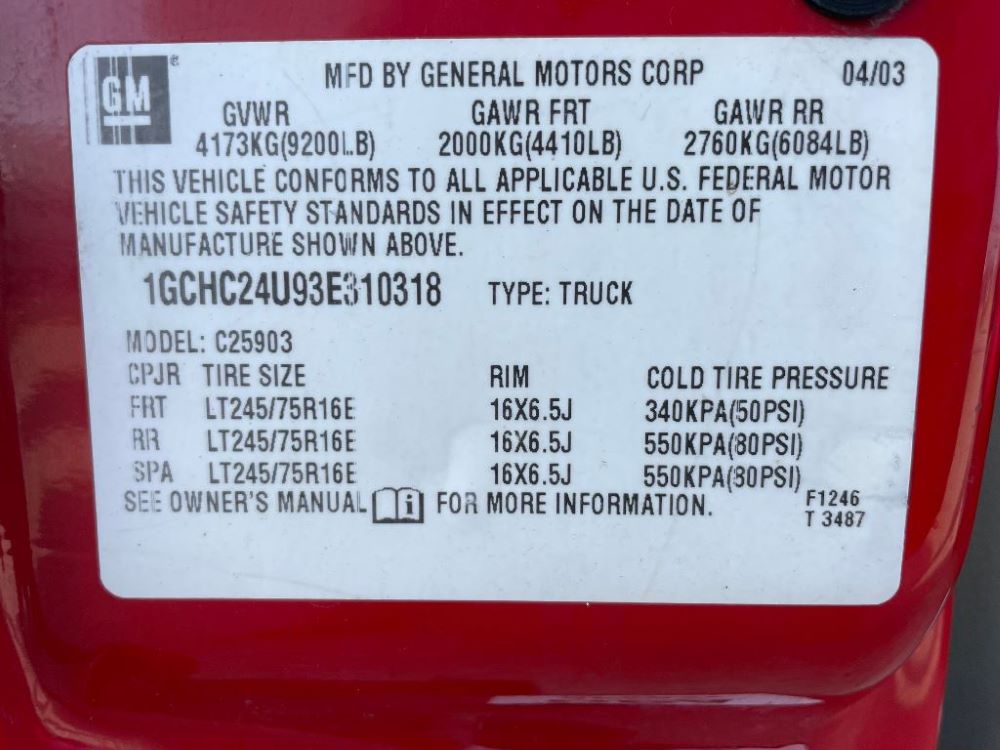 GM®
MFD BY GENERAL MOTORS CORP 04/03
GVWR GAWR FRT GAWR RR
4173KG(9200LB) 2000KG(4410LB) 2760KG(6084LB)
THIS VEHICLE CONFORMS TO ALL APPLICABLE U.S. FEDERAL MOTOR
VEHICLE SAFETY STANDARDS IN EFFECT ON THE DATE OF
MANUFACTURE SHOWN ABOVE.
1GCHC24U93E310318 TYPE: TRUCK
MODEL: C25903
CPJR TIRE SIZE RIM COLD TIRE PRESSURE
FRT LT245/75R16E 16X6.5J 340KPA(50PSI)
RR LT245/75R16E 16X6.5J 550KPA(80PSI)
SPA LT245/75R16E 16X6.5J 550KPA(80PSI)
SEE OWNER'S MANUAL i FOR MORE INFORMATION.
F1246
T 3487